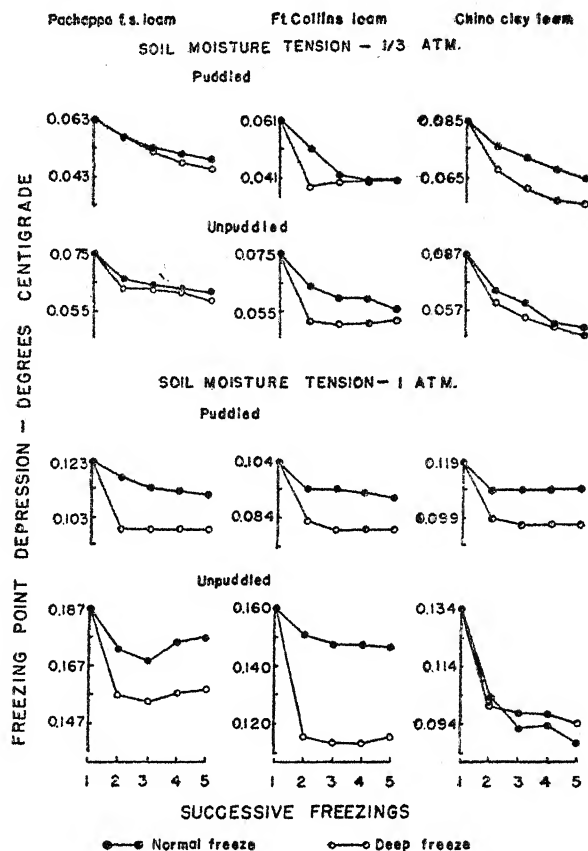 Pachappa f.s. loam Ft Collins loam Chino clay loam
SOIL MOISTURE TENSION – 1/3 ATM.
Puddled
0.063
0.043
0.061
0.041
0.085
0.065
Unpuddled
0.075
0.055
0.075
0.055
0.087
0.057
SOIL MOISTURE TENSION – 1 ATM.
Puddled
0.123
0.103
0.104
0.084
0.119
0.099
Unpuddled
0.187
0.167
0.147
0.160
0.140
0.120
0.134
0.114
0.094
1 2 3 4 5 1 2 3 4 5 1 2 3 4 5
FREEZING POINT DEPRESSION – DEGREES CENTIGRADE
SUCCESSIVE FREEZINGS
Normal freeze Deep freeze